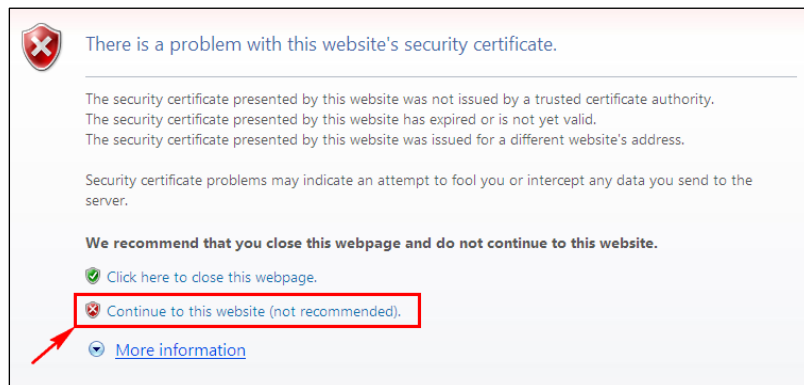 There is a problem with this website's security certificate.
The security certificate presented by this website was not issued by a trusted certificate authority.
The security certificate presented by this website has expired or is not yet valid.
The security certificate presented by this website was issued for a different website's address.
Security certificate problems may indicate an attempt to fool you or intercept any data you send to the
server.
We recommend that you close this webpage and do not continue to this website.
Click here to close this webpage.
Continue to this website (not recommended).
More information